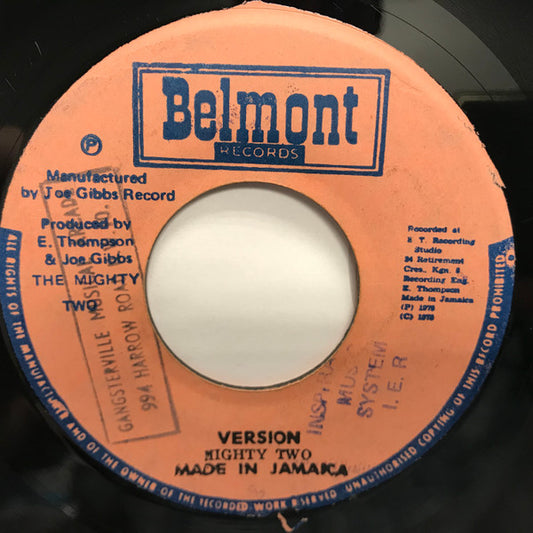 Belmont
RECORDS
P
Manufactured
by Joe Gibbs Record
Produced by
E. Thompson
& Joe Gibbs
THE MIGHTY
TWO
Recorded at
E T. Recording
Studio
24 Retirement
Cres. Kgn. 5
Recording Eng.
E. Thompson
Made in Jamaica
(P) 1978
(C) 1978
GANGSTERVILLE MUSICAL
994 HARROW ROAD
MUS
SYSTEM
I.E.R
VERSION
MIGHTY TWO
MADE IN JAMAICA
ALL RIGHTS OF THE MANUFACTURER AND OF THE OWNER OF THE RECORDED WORK RESERVED UNAUTHORISED COPYING OF THIS RECORD PROHIBITED